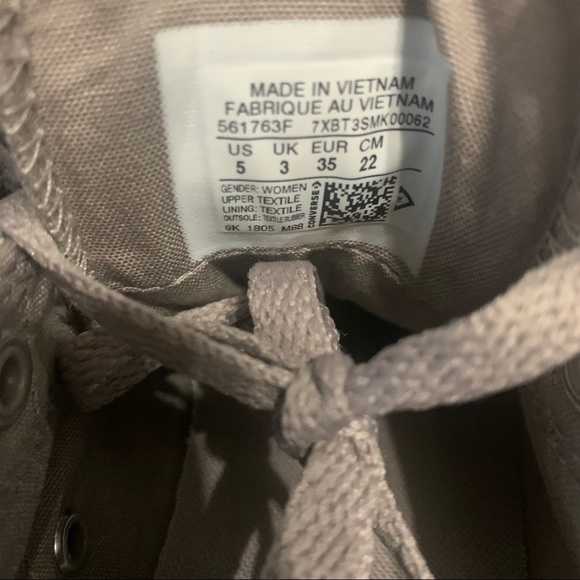 MADE IN VIETNAM
FABRIQUE AU VIETNAM
561763F 7XBT3SMK00062
US UK EUR CM
5 3 35 22
GENDER: WOMEN
UPPER TEXTILE
LINING: TEXTILE
OUTSOLE: TEXTILE/RUBBER
9K 1805 M68
CONVERSE